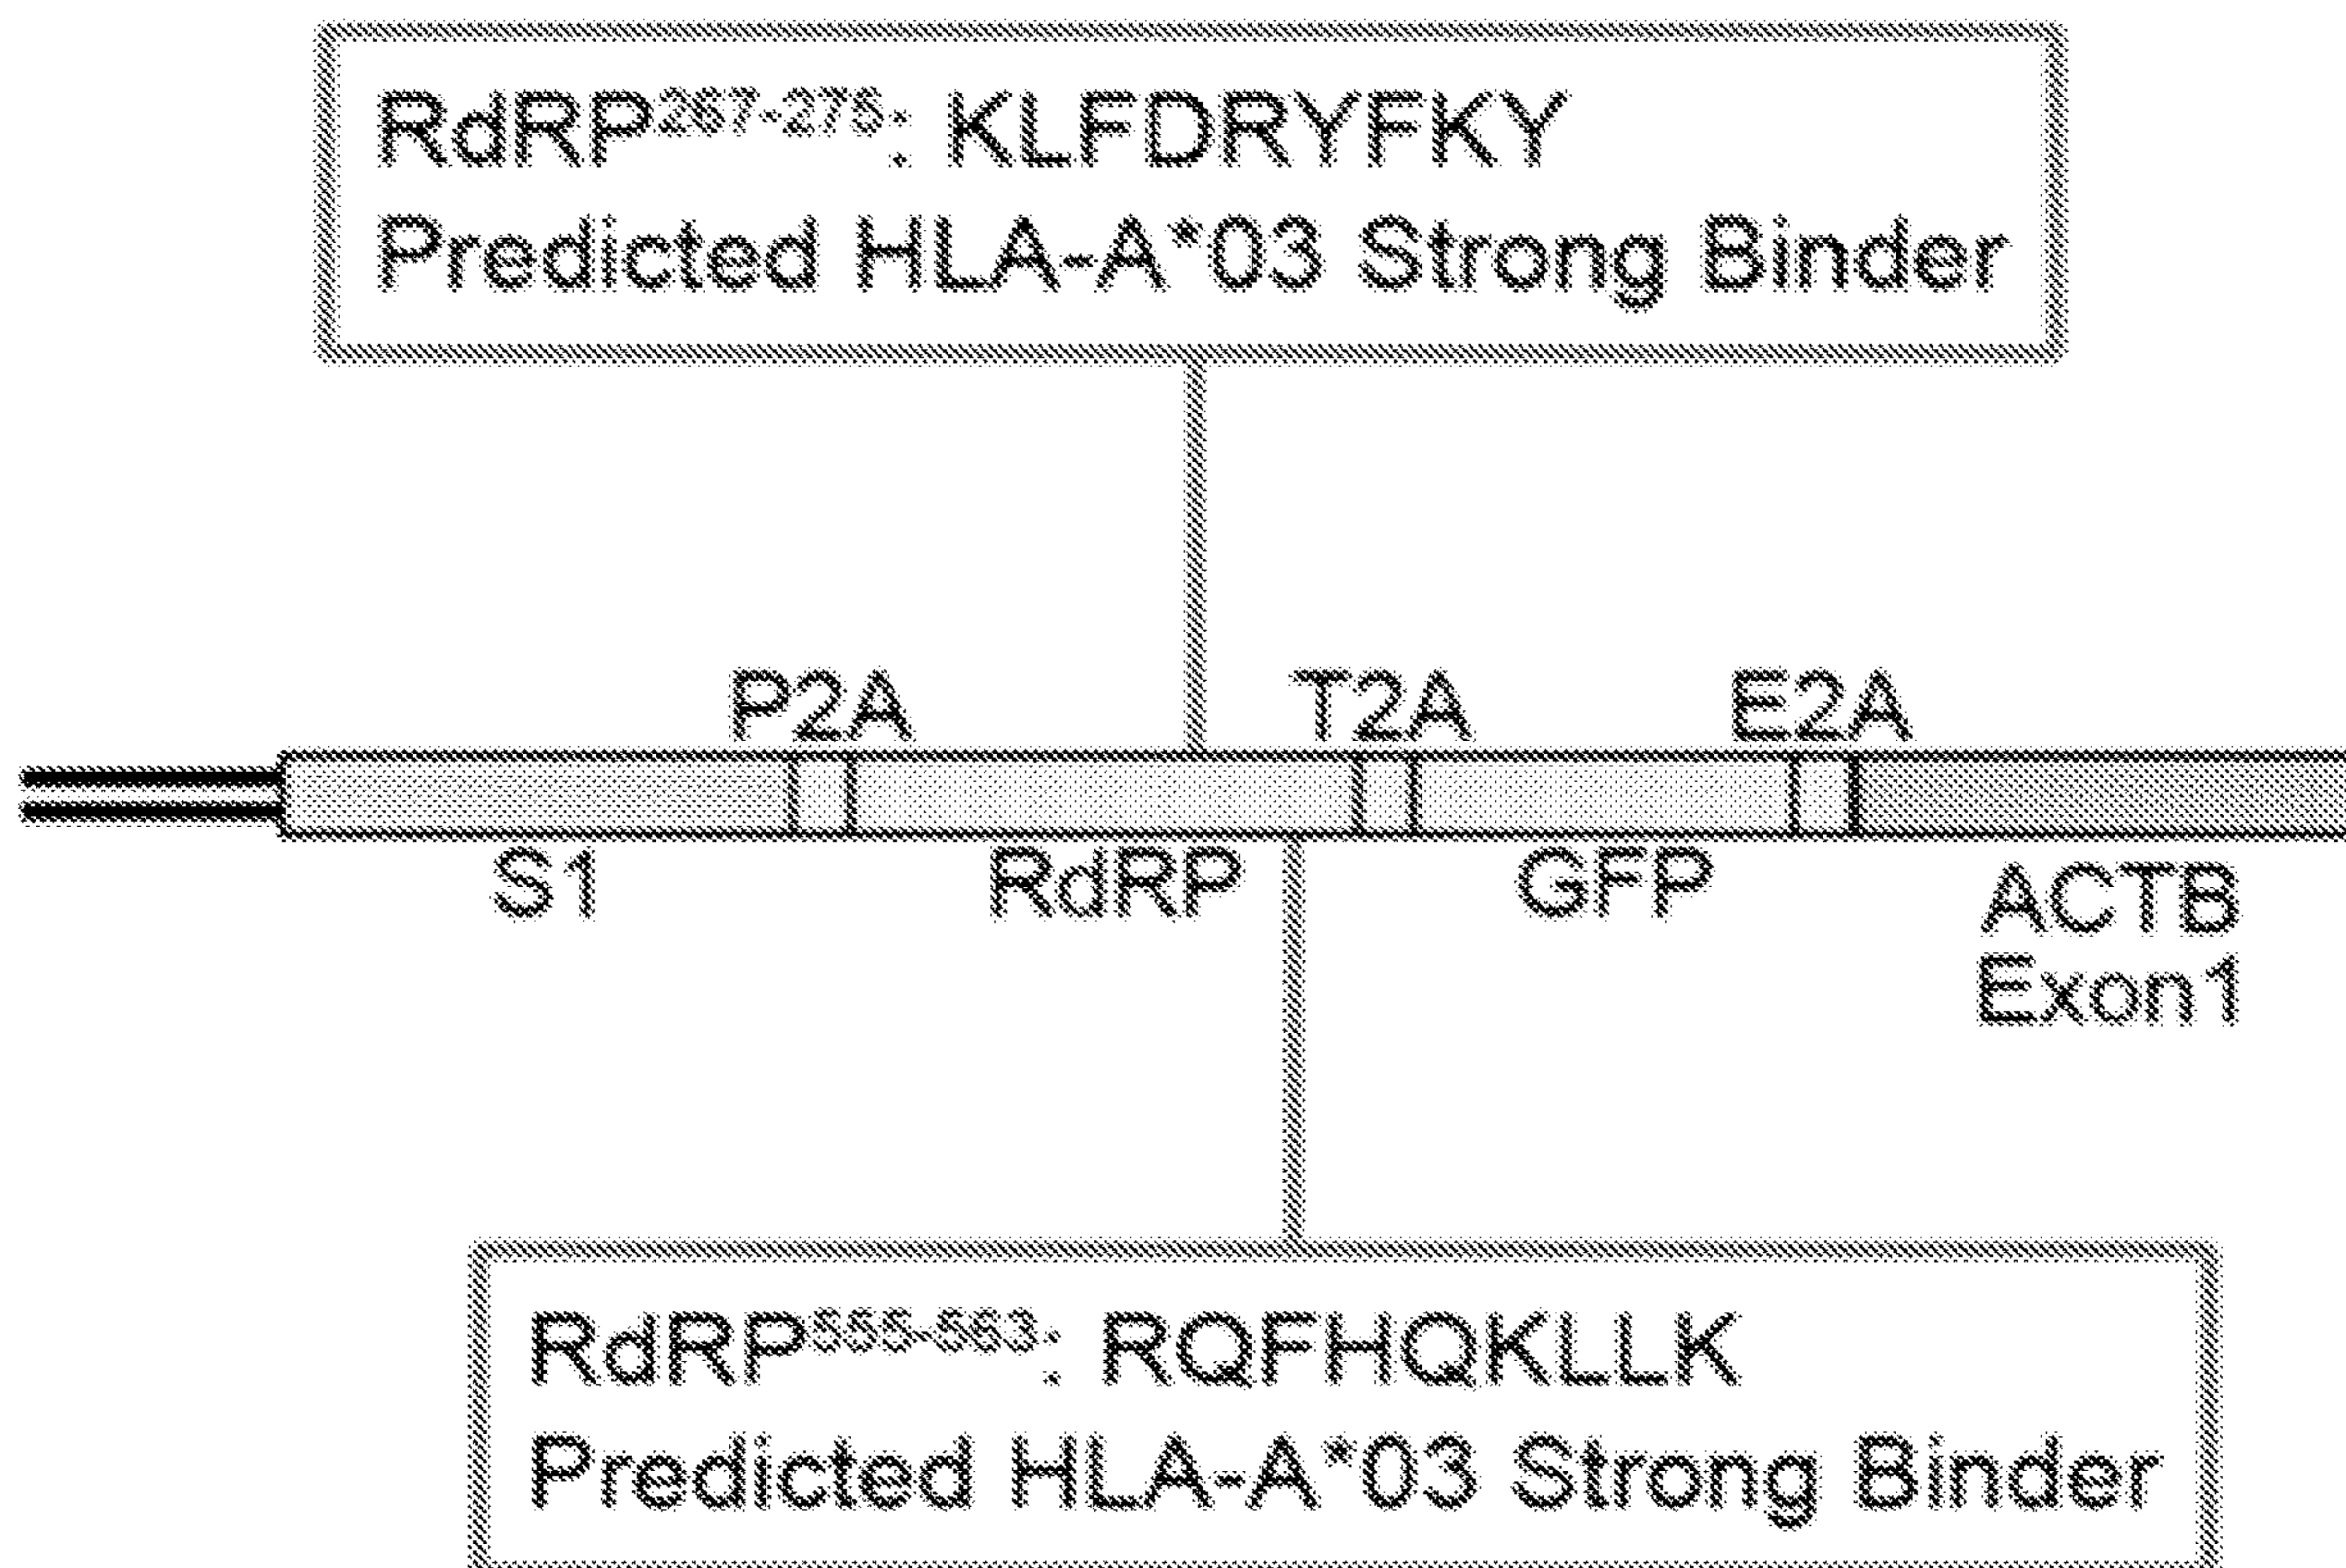 RdRP²⁶⁷⁻²⁷⁵: KLFDRYFKY
Predicted HLA-A*03 Strong Binder
P2A T2A E2A
S1 RdRP GFP ACTB
Exon1
RdRP⁵⁵⁵⁻⁵⁶³: RQFHQKLLK
Predicted HLA-A*03 Strong Binder